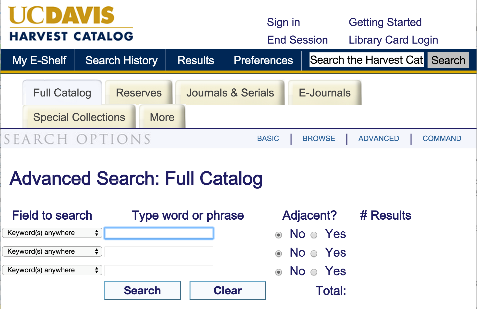 UCDAVIS
HARVEST CATALOG
Sign in Getting Started
End Session Library Card Login
My E-Shelf Search History Results Preferences Search the Harvest Cat Search
Full Catalog Reserves Journals & Serials E-Journals
Special Collections More
SEARCH OPTIONS BASIC | BROWSE | ADVANCED | COMMAND
Advanced Search: Full Catalog
Field to search Type word or phrase Adjacent? # Results
Keyword(s) anywhere No Yes
Keyword(s) anywhere No Yes
Keyword(s) anywhere No Yes
Search Clear Total: